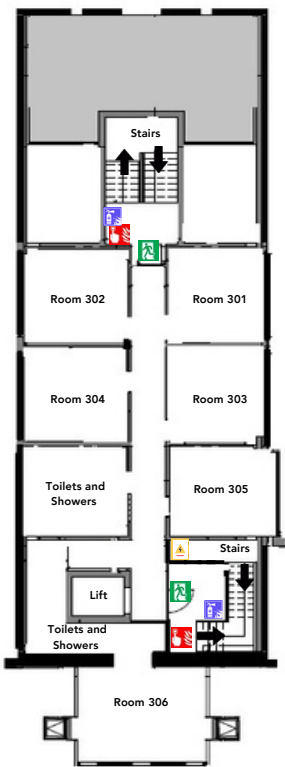 Stairs
Room 302
Room 301
Room 304
Room 303
Toilets and
Showers
Room 305
Stairs
Lift
Toilets and
Showers
Room 306